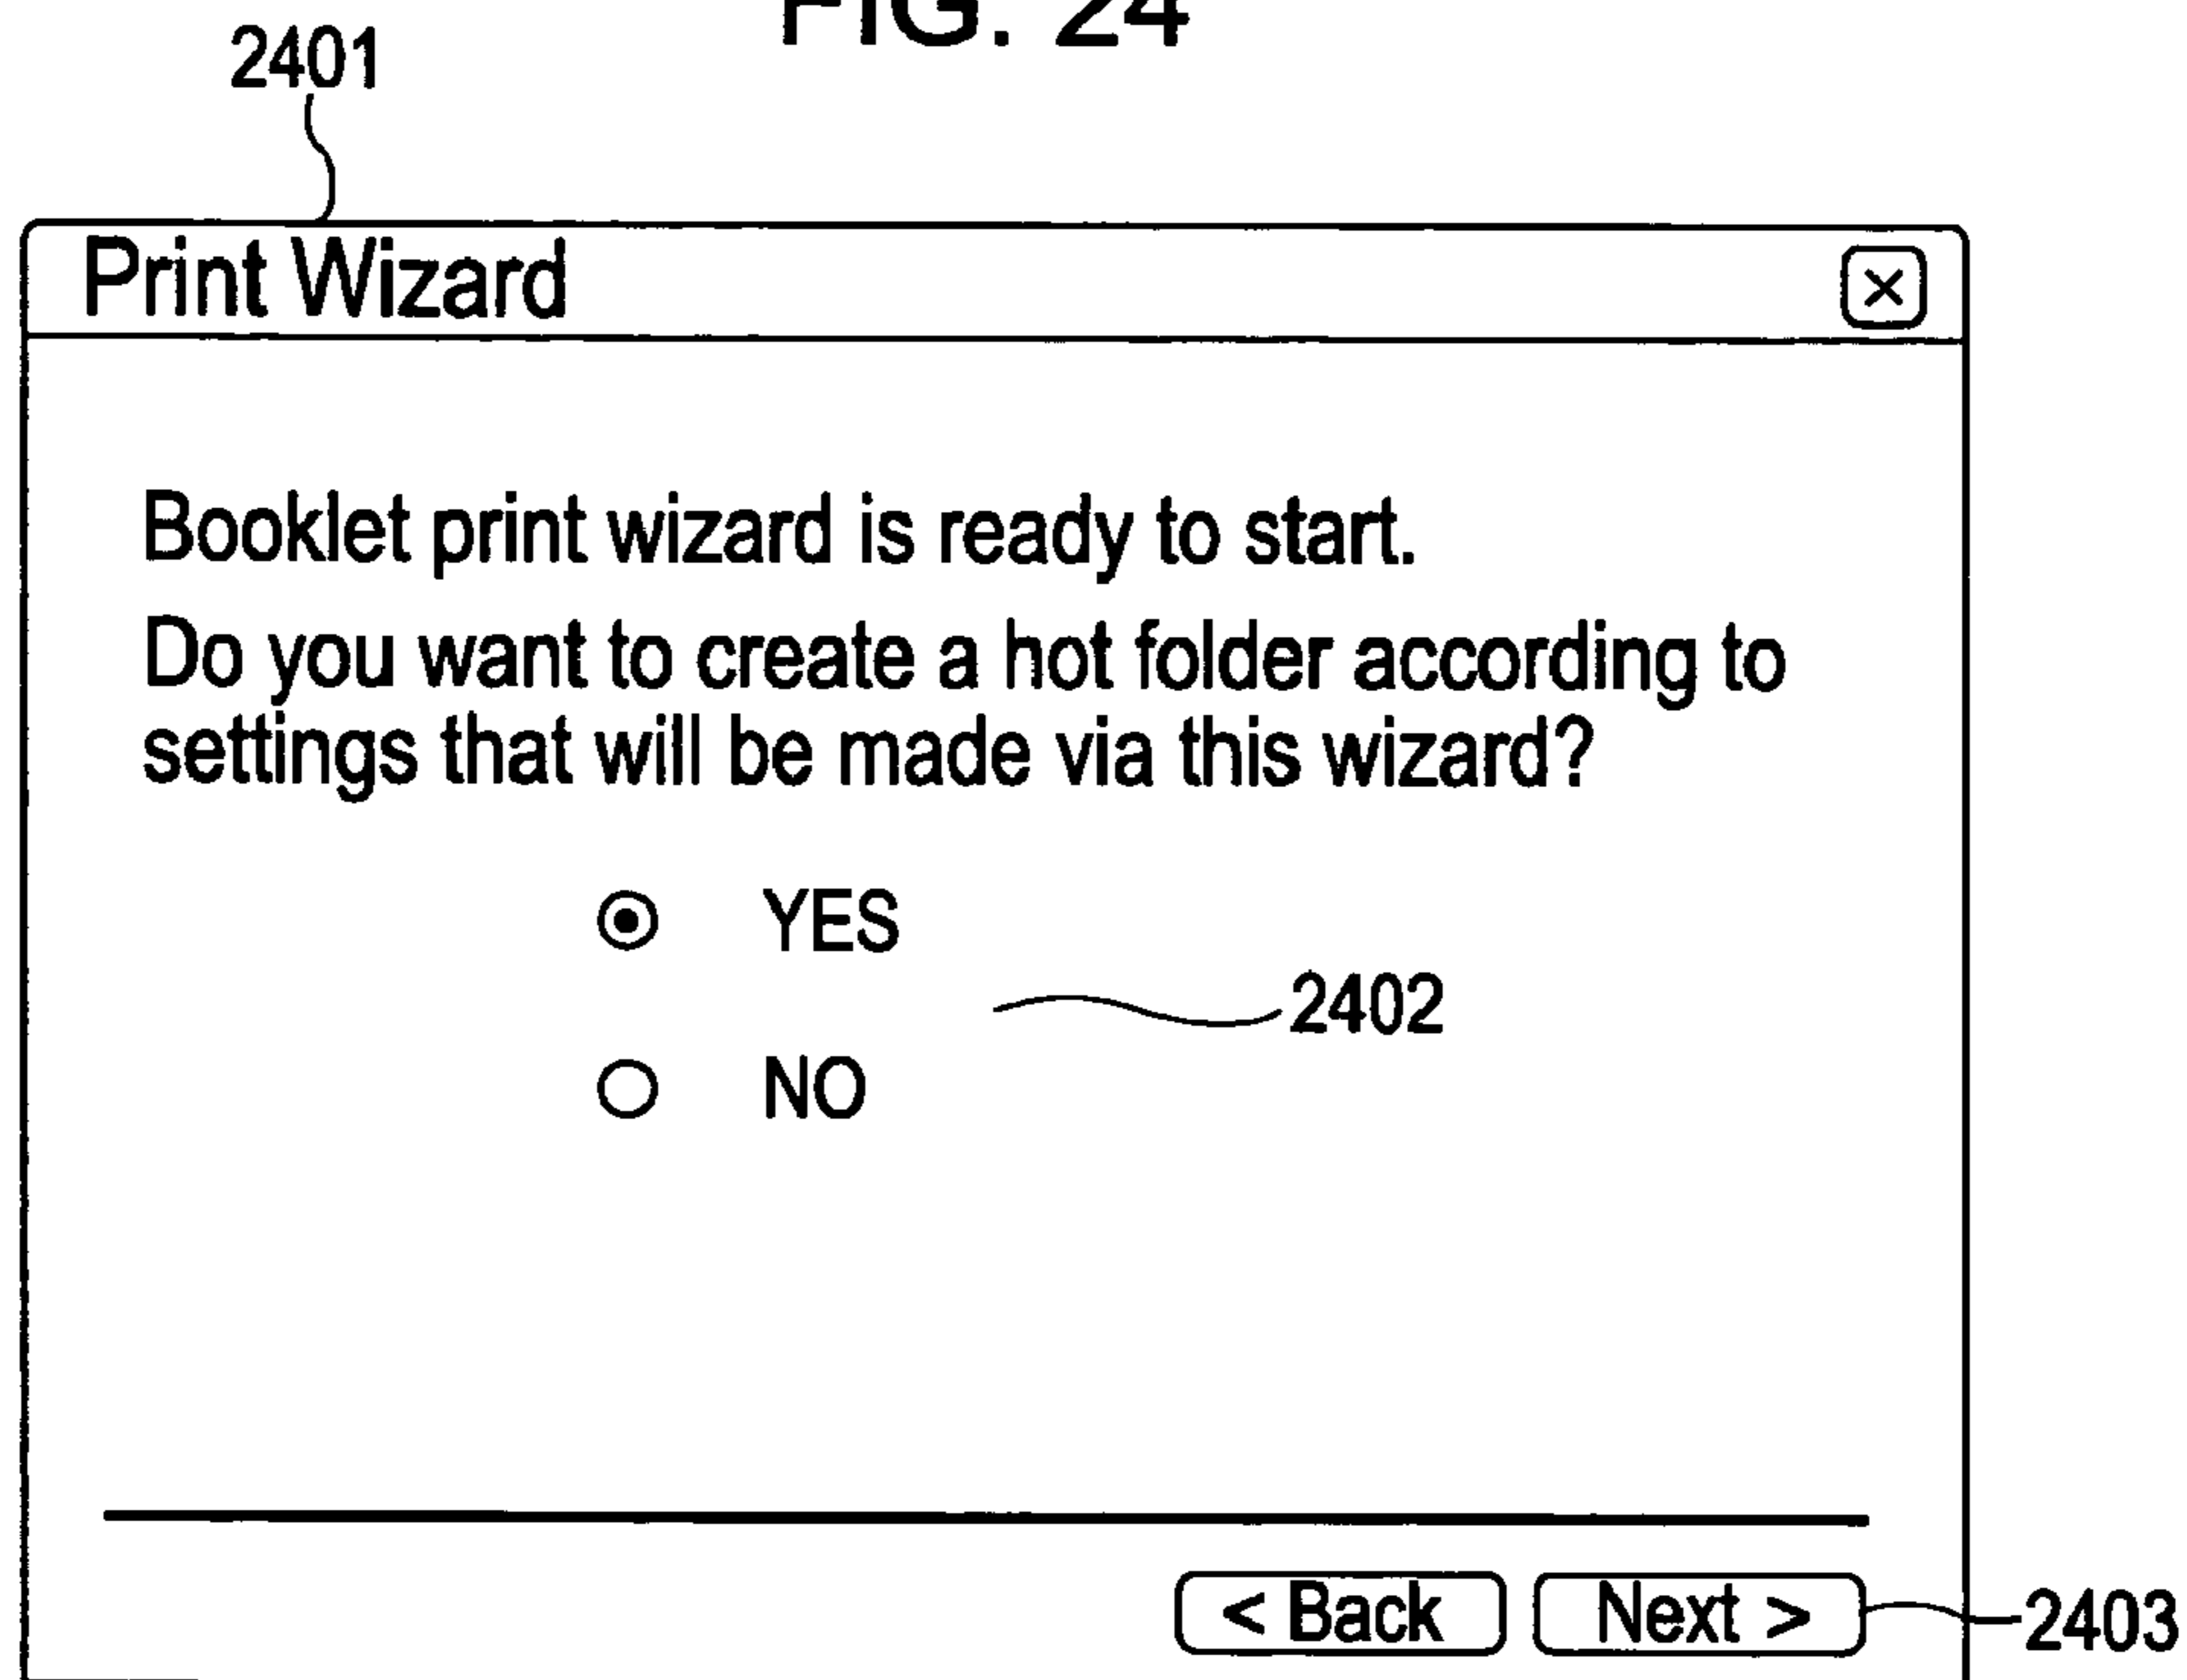 FIG. 24
2401
Print Wizard
Booklet print wizard is ready to start.
Do you want to create a hot folder according to
settings that will be made via this wizard?
YES
2402
NO
< Back Next > 2403